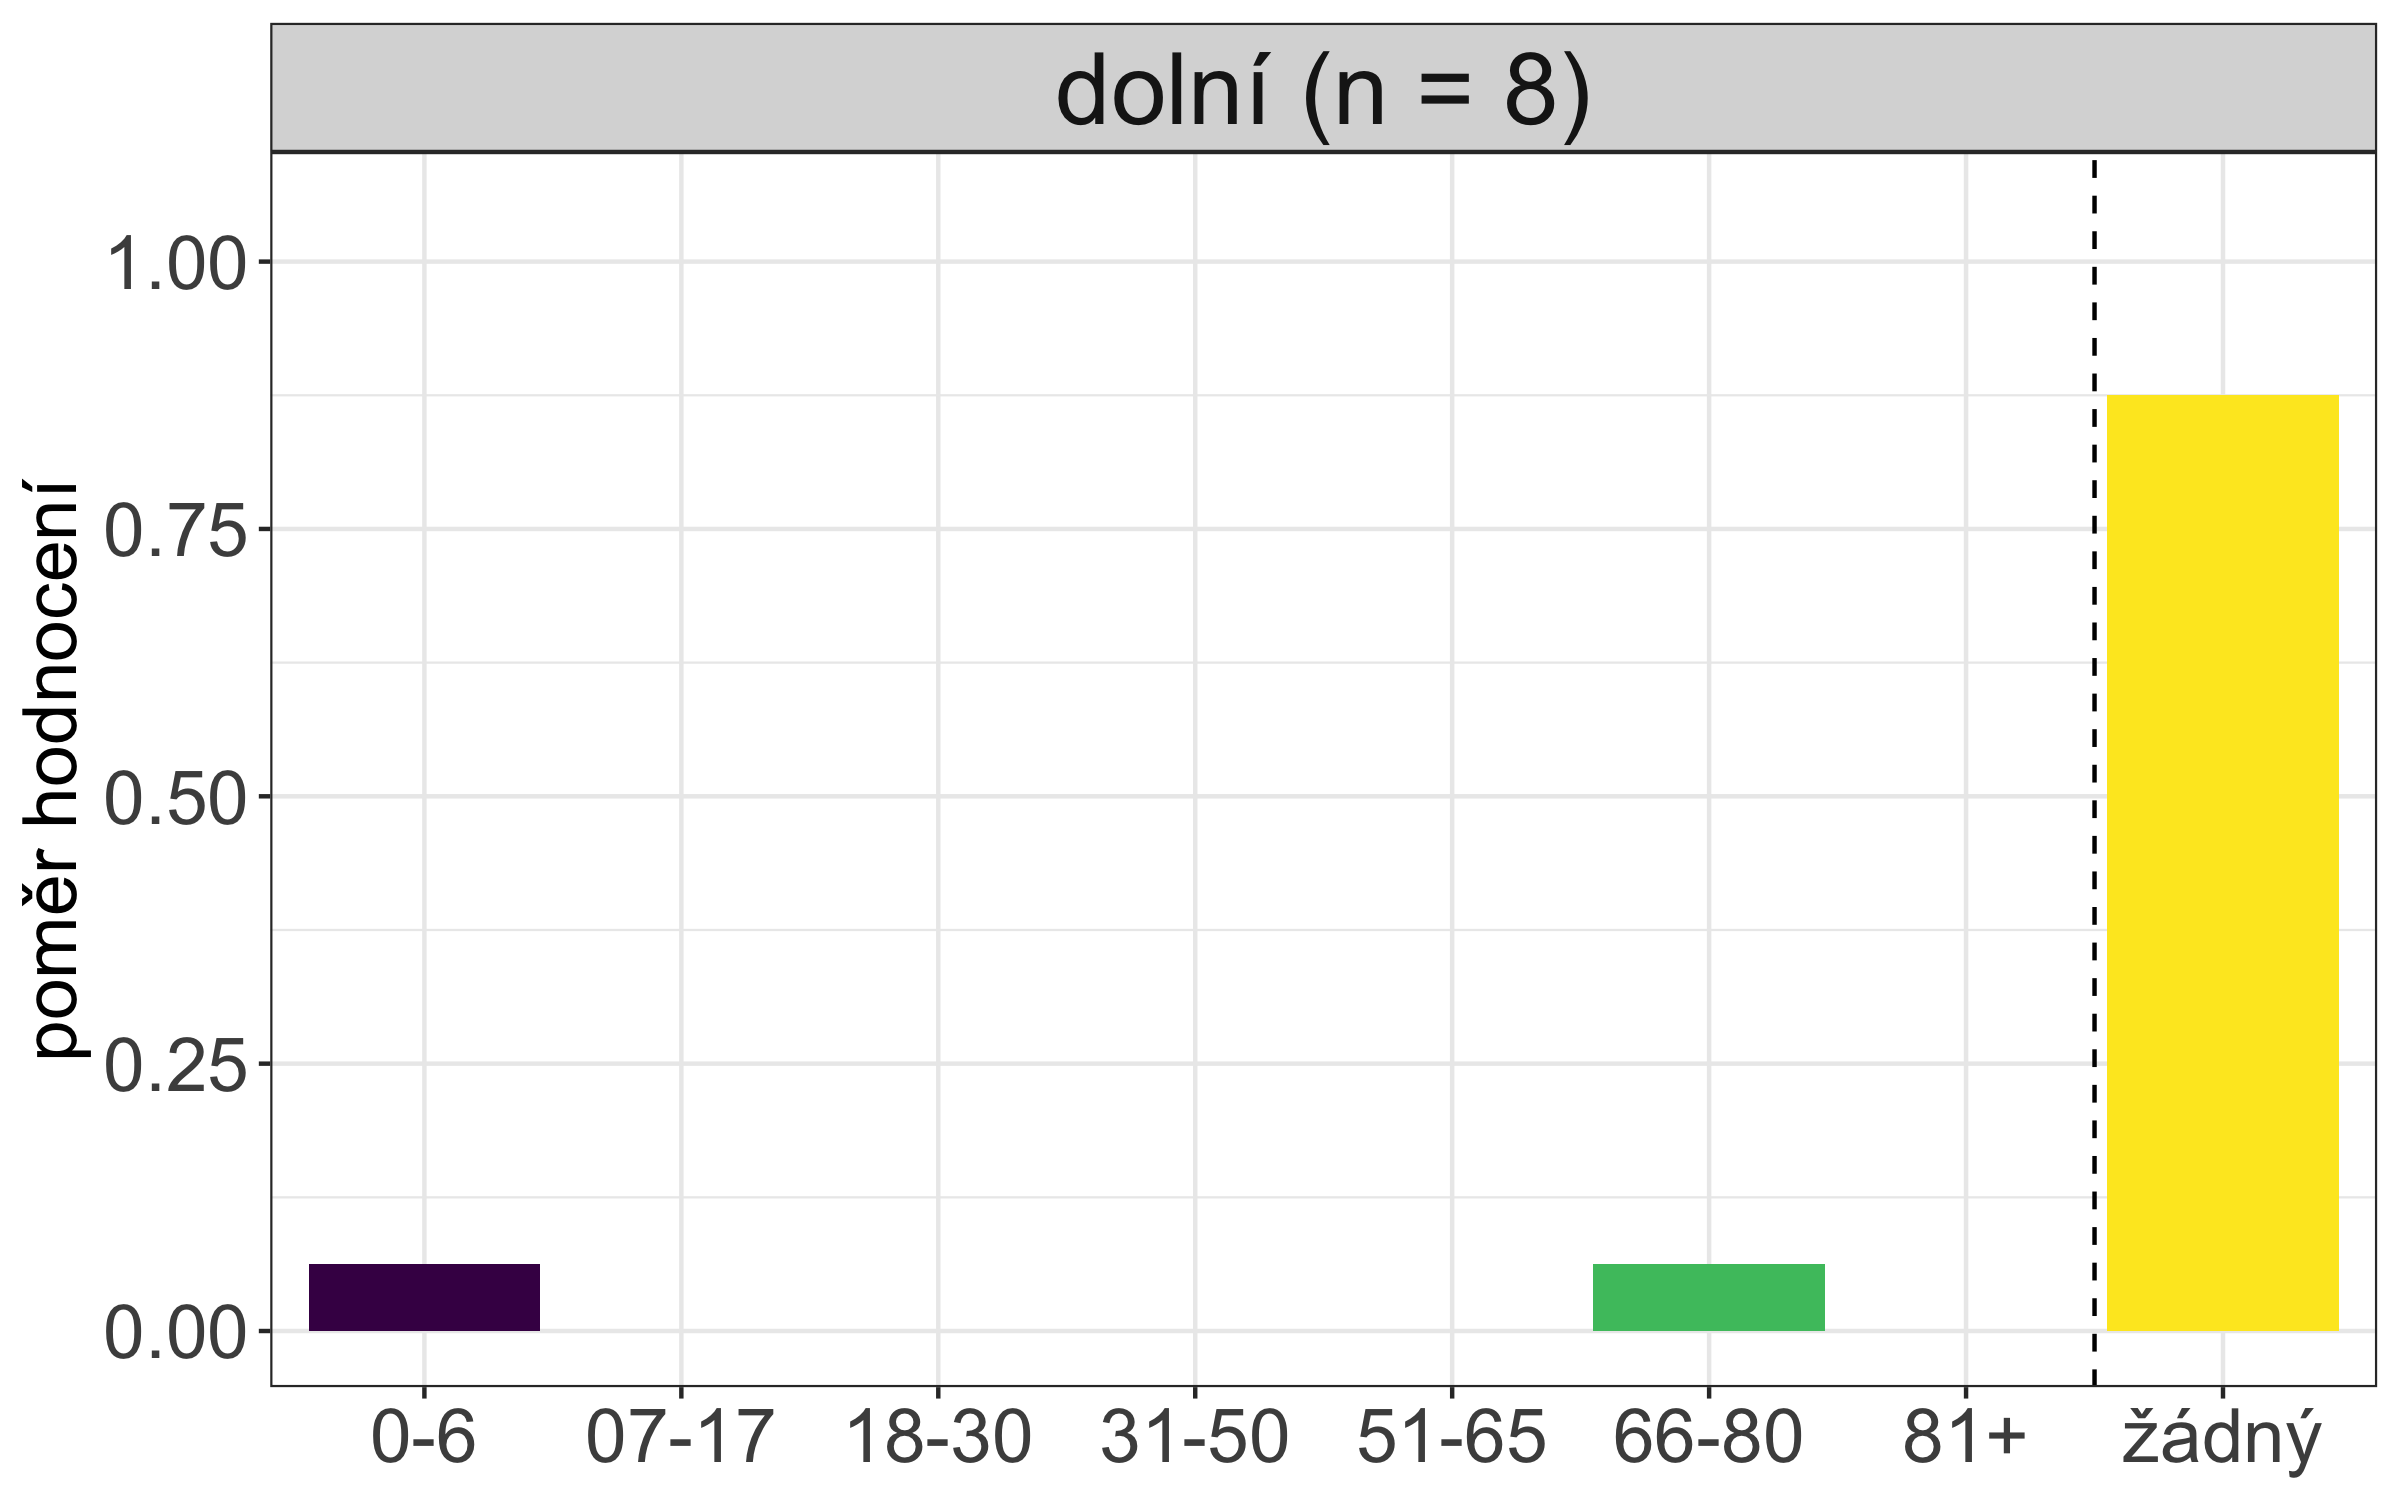 dolní (n = 8)
poměr hodnocení
1.00
0.75
0.50
0.25
0.00
0-6 07-17 18-30 31-50 51-65 66-80 81+ žádný